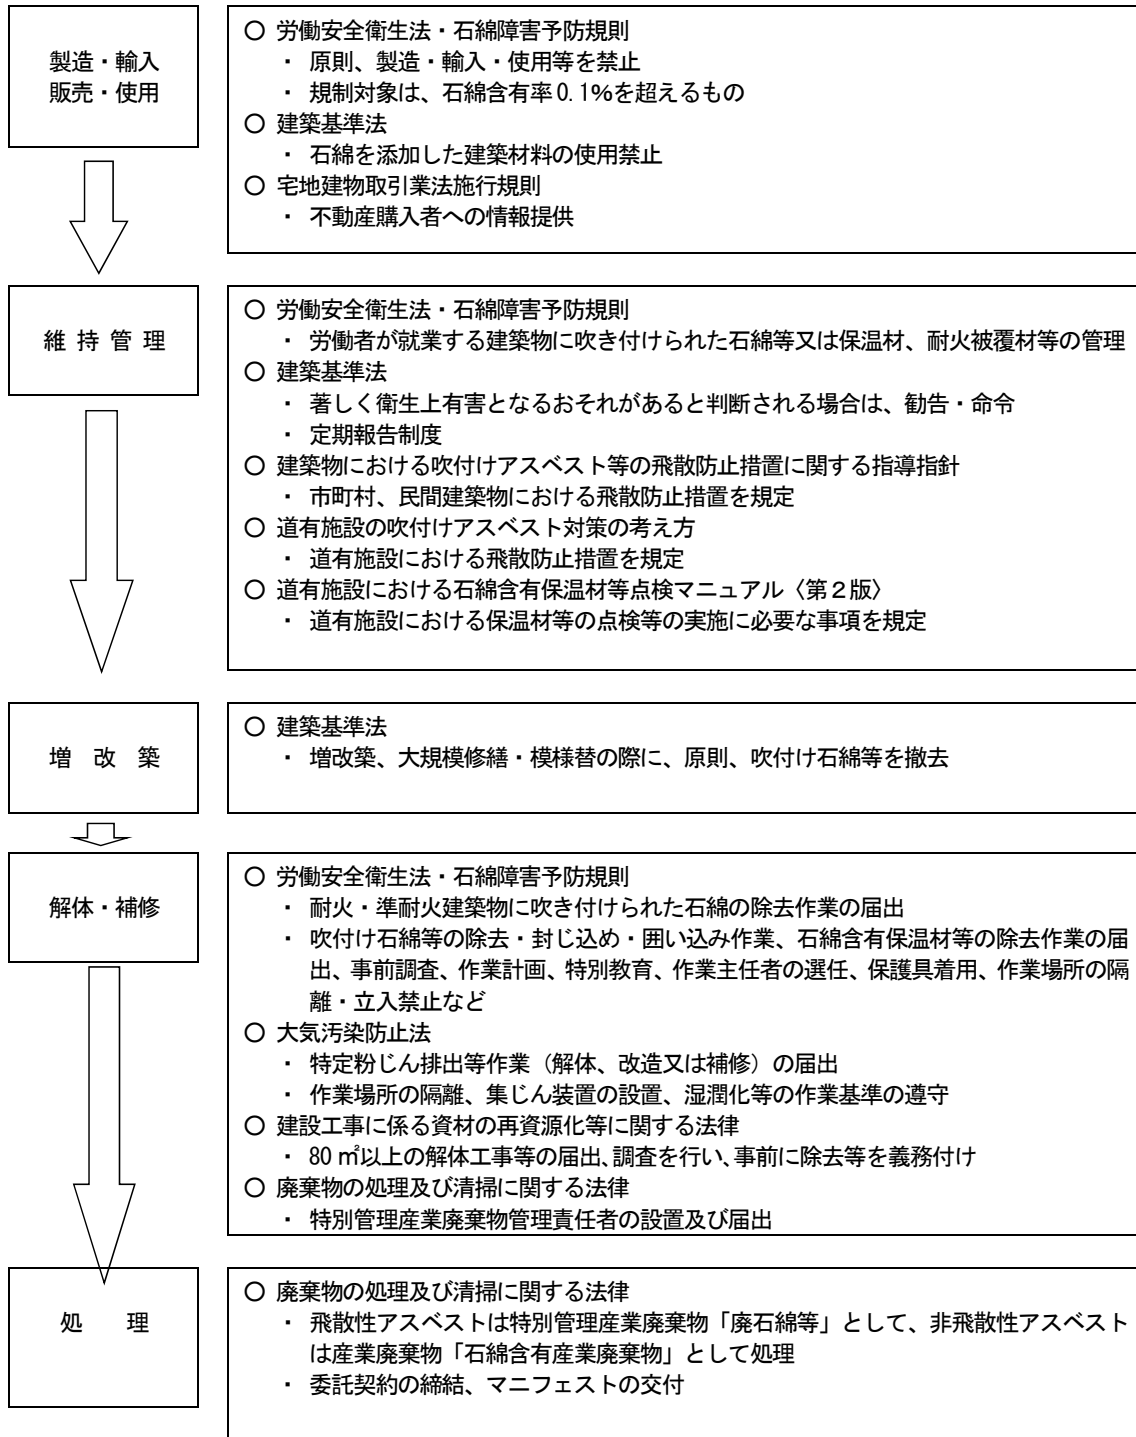 製造・輸入
販売・使用
○ 労働安全衛生法・石綿障害予防規則
・ 原則、製造・輸入・使用等を禁止
・ 規制対象は、石綿含有率0.1%を超えるもの
○ 建築基準法
・ 石綿を添加した建築材料の使用禁止
○ 宅地建物取引業法施行規則
・ 不動産購入者への情報提供
維 持 管 理
○ 労働安全衛生法・石綿障害予防規則
・ 労働者が就業する建築物に吹き付けられた石綿等又は保温材、耐火被覆材等の管理
○ 建築基準法
・ 著しく衛生上有害となるおそれがあると判断される場合は、勧告・命令
・ 定期報告制度
○ 建築物における吹付けアスベスト等の飛散防止措置に関する指導指針
・ 市町村、民間建築物における飛散防止措置を規定
○ 道有施設の吹付けアスベスト対策の考え方
・ 道有施設における飛散防止措置を規定
○ 道有施設における石綿含有保温材等点検マニュアル〈第2版〉
・ 道有施設における保温材等の点検等の実施に必要な事項を規定
増 改 築
○ 建築基準法
・ 増改築、大規模修繕・模様替の際に、原則、吹付け石綿等を撤去
解体・補修
○ 労働安全衛生法・石綿障害予防規則
・ 耐火・準耐火建築物に吹き付けられた石綿の除去作業の届出
・ 吹付け石綿等の除去・封じ込め・囲い込み作業、石綿含有保温材等の除去作業の届
出、事前調査、作業計画、特別教育、作業主任者の選任、保護具着用、作業場所の隔
離・立入禁止など
○ 大気汚染防止法
・ 特定粉じん排出等作業（解体、改造又は補修）の届出
・ 作業場所の隔離、集じん装置の設置、湿潤化等の作業基準の遵守
○ 建設工事に係る資材の再資源化等に関する法律
・ 80㎡以上の解体工事等の届出、調査を行い、事前に除去等を義務付け
○ 廃棄物の処理及び清掃に関する法律
・ 特別管理産業廃棄物管理責任者の設置及び届出
処 理
○ 廃棄物の処理及び清掃に関する法律
・ 飛散性アスベストは特別管理産業廃棄物「廃石綿等」として、非飛散性アスベスト
は産業廃棄物「石綿含有産業廃棄物」として処理
・ 委託契約の締結、マニフェストの交付